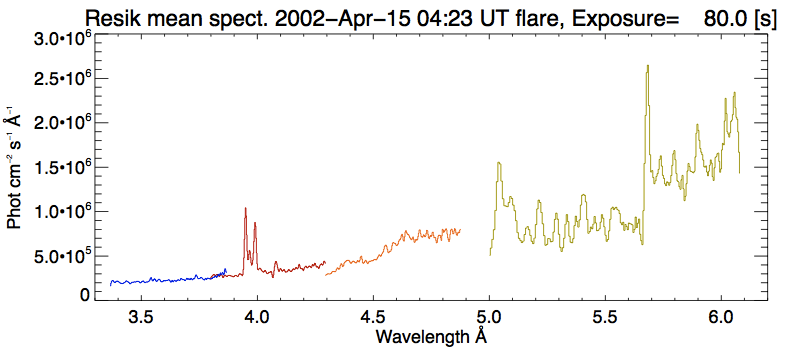 Resik mean spect. 2002-Apr-15 04:23 UT flare, Exposure= 80.0 [s]
3.0•10⁶
2.5•10⁶
2.0•10⁶
1.5•10⁶
1.0•10⁶
5.0•10⁵
0
Phot cm⁻² s⁻¹ Å⁻¹
3.5 4.0 4.5 5.0 5.5 6.0
Wavelength Å